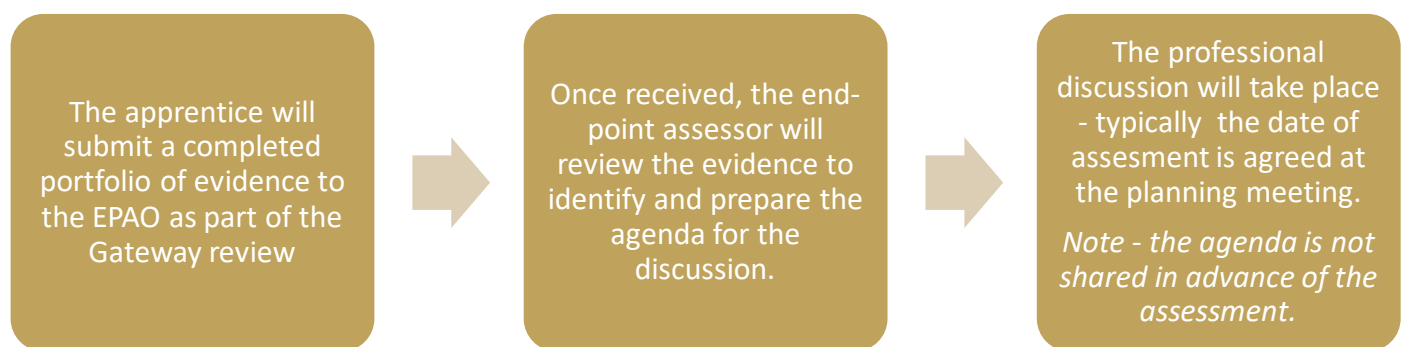 The apprentice will
submit a completed
portfolio of evidence to
the EPAO as part of the
Gateway review
Once received, the end-
point assessor will
review the evidence to
identify and prepare the
agenda for the
discussion.
The professional
discussion will take place
- typically  the date of
assesment is agreed at
the planning meeting.
Note - the agenda is not
shared in advance of the
assessment.